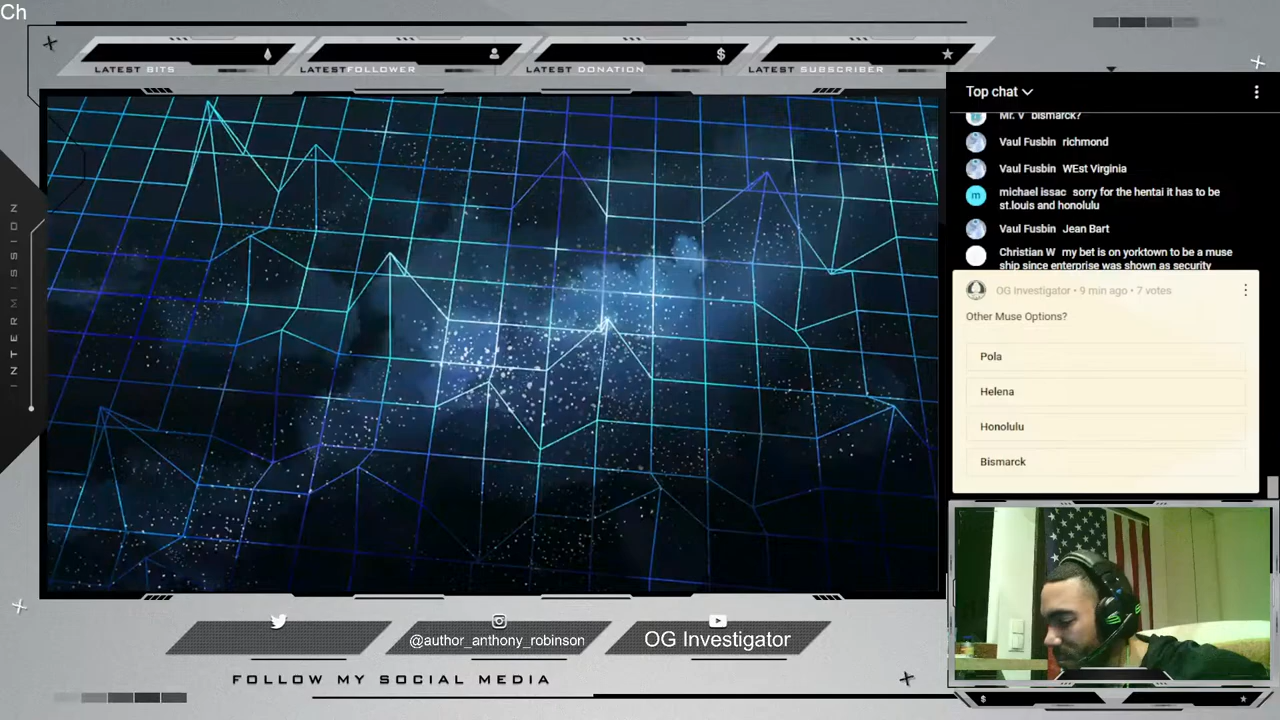 Ch
LATEST BITS
LATEST FOLLOWER
LATEST DONATION
LATEST SUBSCRIBER
INTERMISSION
Top chat
Mr. V bismarck?
Vaul Fusbin richmond
Vaul Fusbin WEst Virginia
michael issac sorry for the hentai it has to be
st.louis and honolulu
Vaul Fusbin Jean Bart
Christian W my bet is on yorktown to be a muse
ship since enterprise was shown as security
OG Investigator • 9 min ago • 7 votes
Other Muse Options?
Pola
Helena
Honolulu
Bismarck
@author_anthony_robinson
OG Investigator
FOLLOW MY SOCIAL MEDIA